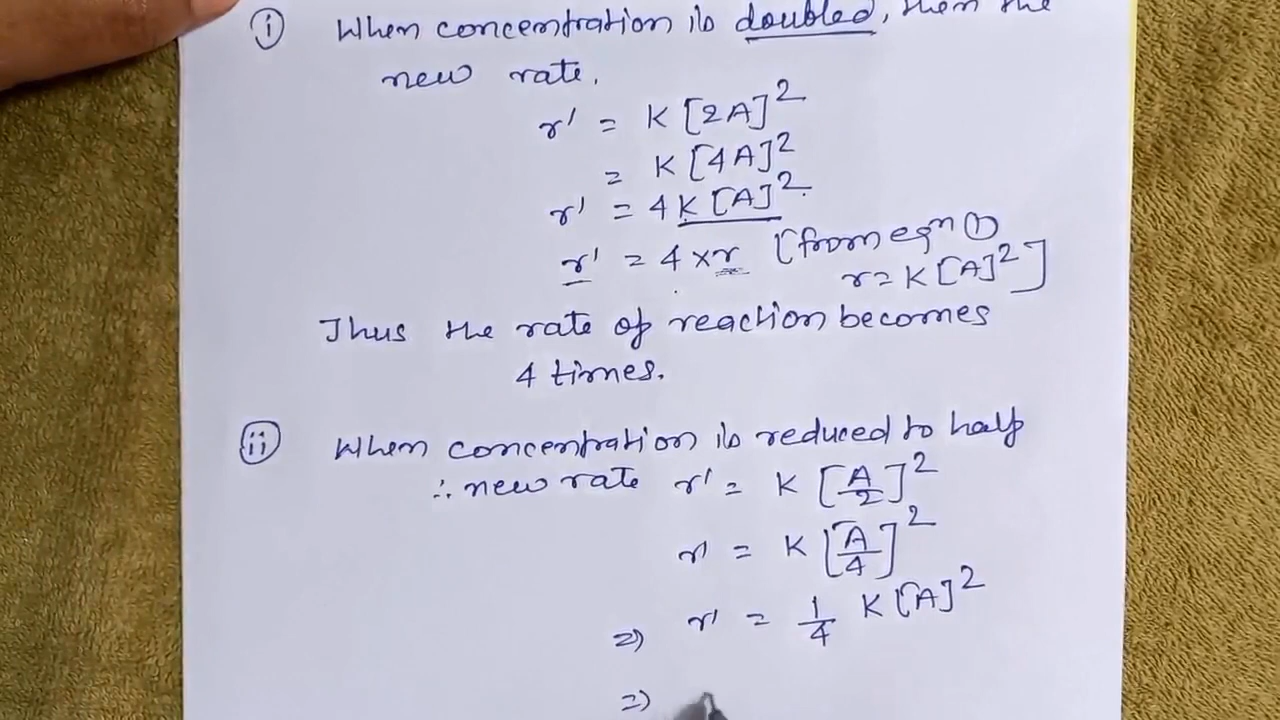 (i) When concentration is doubled, then the
new rate.
r' = K [2A]²
= K [4A]²
r' = 4 K [A]².
r' = 4 × r [from eqn ①
r = K [A]²]
Thus the rate of reaction becomes
4 times.
(ii) When concentration is reduced to half
∴ new rate r' = K [A/2]²
r' = K [A/4]²
⇒) r' = 1/4 K [A]²
⇒)